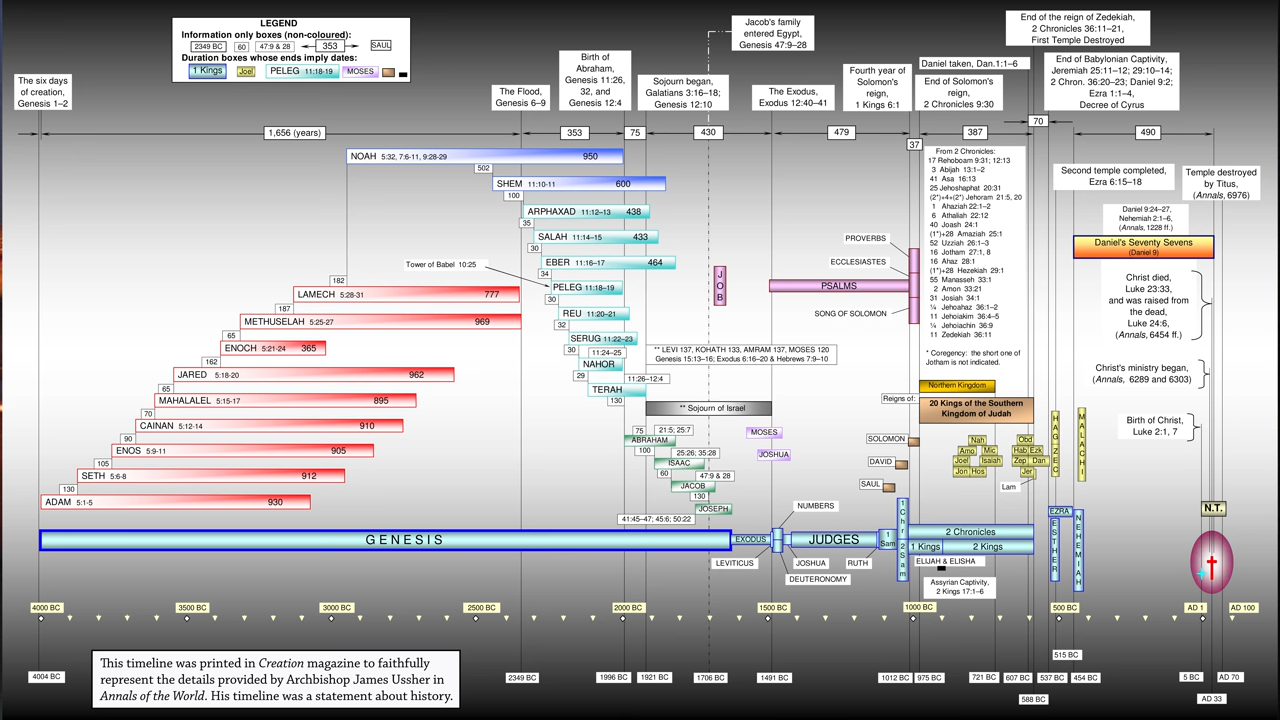 LEGEND
Information only boxes (non-coloured):
2349 BC 60 47:9 & 28 353 SAUL
Duration boxes whose ends imply dates:
1 Kings Joel PELEG 11:18-19 MOSES
The six days
of creation,
Genesis 1–2
The Flood,
Genesis 6–9
Birth of
Abraham,
Genesis 11:26,
32, and
Genesis 12:4
Sojourn began,
Galatians 3:16–18;
Genesis 12:10
Jacob's family
entered Egypt,
Genesis 47:9–28
The Exodus,
Exodus 12:40–41
Fourth year of
Solomon's
reign,
1 Kings 6:1
Daniel taken, Dan.1:1–6
End of Solomon's
reign,
2 Chronicles 9:30
End of the reign of Zedekiah,
2 Chronicles 36:11–21,
First Temple Destroyed
End of Babylonian Captivity,
Jeremiah 25:11–12; 29:10–14;
2 Chron. 36:20–23; Daniel 9:2;
Ezra 1:1–4,
Decree of Cyrus
70
1,656 (years) 353 75 430 479 387 490
37
NOAH 5:32, 7:6-11, 9:28-29 950
502
SHEM 11:10-11 600
100
ARPHAXAD 11:12–13 438
35
SALAH 11:14–15 433
30
EBER 11:16–17 464
Tower of Babel 10:25
34
PELEG 11:18–19
30
REU 11:20–21
32
SERUG 11:22–23
30
11:24–25
NAHOR
29
11:26–12:4
TERAH
130
182
LAMECH 5:28-31 777
187
METHUSELAH 5:25-27 969
65
ENOCH 5:21-24 365
162
JARED 5:18-20 962
65
MAHALALEL 5:15-17 895
70
CAINAN 5:12-14 910
90
ENOS 5:9-11 905
105
SETH 5:6-8 912
130
ADAM 5:1-5 930
** LEVI 137, KOHATH 133, AMRAM 137, MOSES 120
Genesis 15:13–16; Exodus 6:16–20 & Hebrews 7:9–10
** Sojourn of Israel
75 21:5; 25:7
ABRAHAM
100 25:26; 35:28
ISAAC
60 47:9 & 28
JACOB
130
JOSEPH
41:45–47; 45:6; 50:22
MOSES
JOSHUA
JOB
PSALMS
PROVERBS
ECCLESIASTES
SONG OF SOLOMON
From 2 Chronicles:
17 Rehoboam 9:31; 12:13
3 Abijah 13:1–2
41 Asa 16:13
25 Jehoshaphat 20:31
(2*)+4+(2*) Jehoram 21:5, 20
1 Ahaziah 22:1–2
6 Athaliah 22:12
40 Joash 24:1
(1*)+28 Amaziah 25:1
52 Uzziah 26:1–3
16 Jotham 27:1, 8
16 Ahaz 28:1
(1*)+28 Hezekiah 29:1
55 Manasseh 33:1
2 Amon 33:21
31 Josiah 34:1
¼ Jehoahaz 36:1–2
11 Jehoiakim 36:4–5
¼ Jehoiachin 36:9
11 Zedekiah 36:11
* Coregency: the short one of
Jotham is not indicated.
Northern Kingdom
Reigns of:
20 Kings of the Southern
Kingdom of Judah
SOLOMON
DAVID
SAUL
Nah
Amo Mic
Joel Isaiah
Jon Hos
Obd
Hab Ezk
Zep Dan
Jer
Lam
HAG ZEC
MALACHI
Second temple completed,
Ezra 6:15–18
Temple destroyed
by Titus,
(Annals, 6976)
Daniel 9:24–27,
Nehemiah 2:1–6,
(Annals, 1228 ff.)
Daniel's Seventy Sevens
(Daniel 9)
Christ died,
Luke 23:33,
and was raised from
the dead,
Luke 24:6,
(Annals, 6454 ff.)
Christ's ministry began,
(Annals, 6289 and 6303)
Birth of Christ,
Luke 2:1, 7
N.T.
GENESIS
EXODUS
LEVITICUS
NUMBERS
JOSHUA
DEUTERONOMY
JUDGES
RUTH
1 Sam
1 Chr
2 Sam
2 Chronicles
1 Kings 2 Kings
ELIJAH & ELISHA
Assyrian Captivity,
2 Kings 17:1–6
EZRA
ESTHER
NEHEMIAH
4000 BC 3500 BC 3000 BC 2500 BC 2000 BC 1500 BC 1000 BC 500 BC AD 1 AD 100
515 BC
4004 BC 2349 BC 1996 BC 1921 BC 1706 BC 1491 BC 1012 BC 975 BC 721 BC 607 BC 537 BC 454 BC 5 BC AD 70
588 BC AD 33
This timeline was printed in Creation magazine to faithfully
represent the details provided by Archbishop James Ussher in
Annals of the World. His timeline was a statement about history.